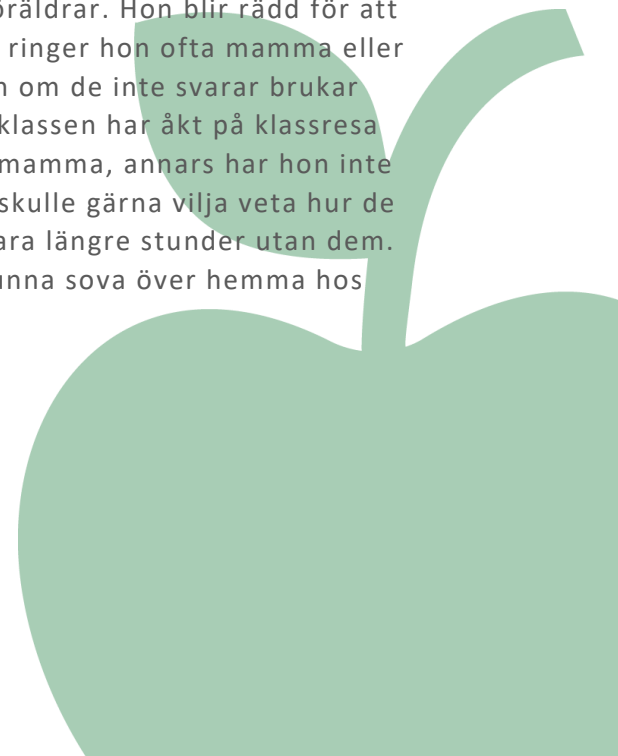 öräldrar. Hon blir rädd för att
ringer hon ofta mamma eller
n om de inte svarar brukar
klassen har åkt på klassresa
mamma, annars har hon inte
skulle gärna vilja veta hur de
ara längre stunder utan dem.
unna sova över hemma hos